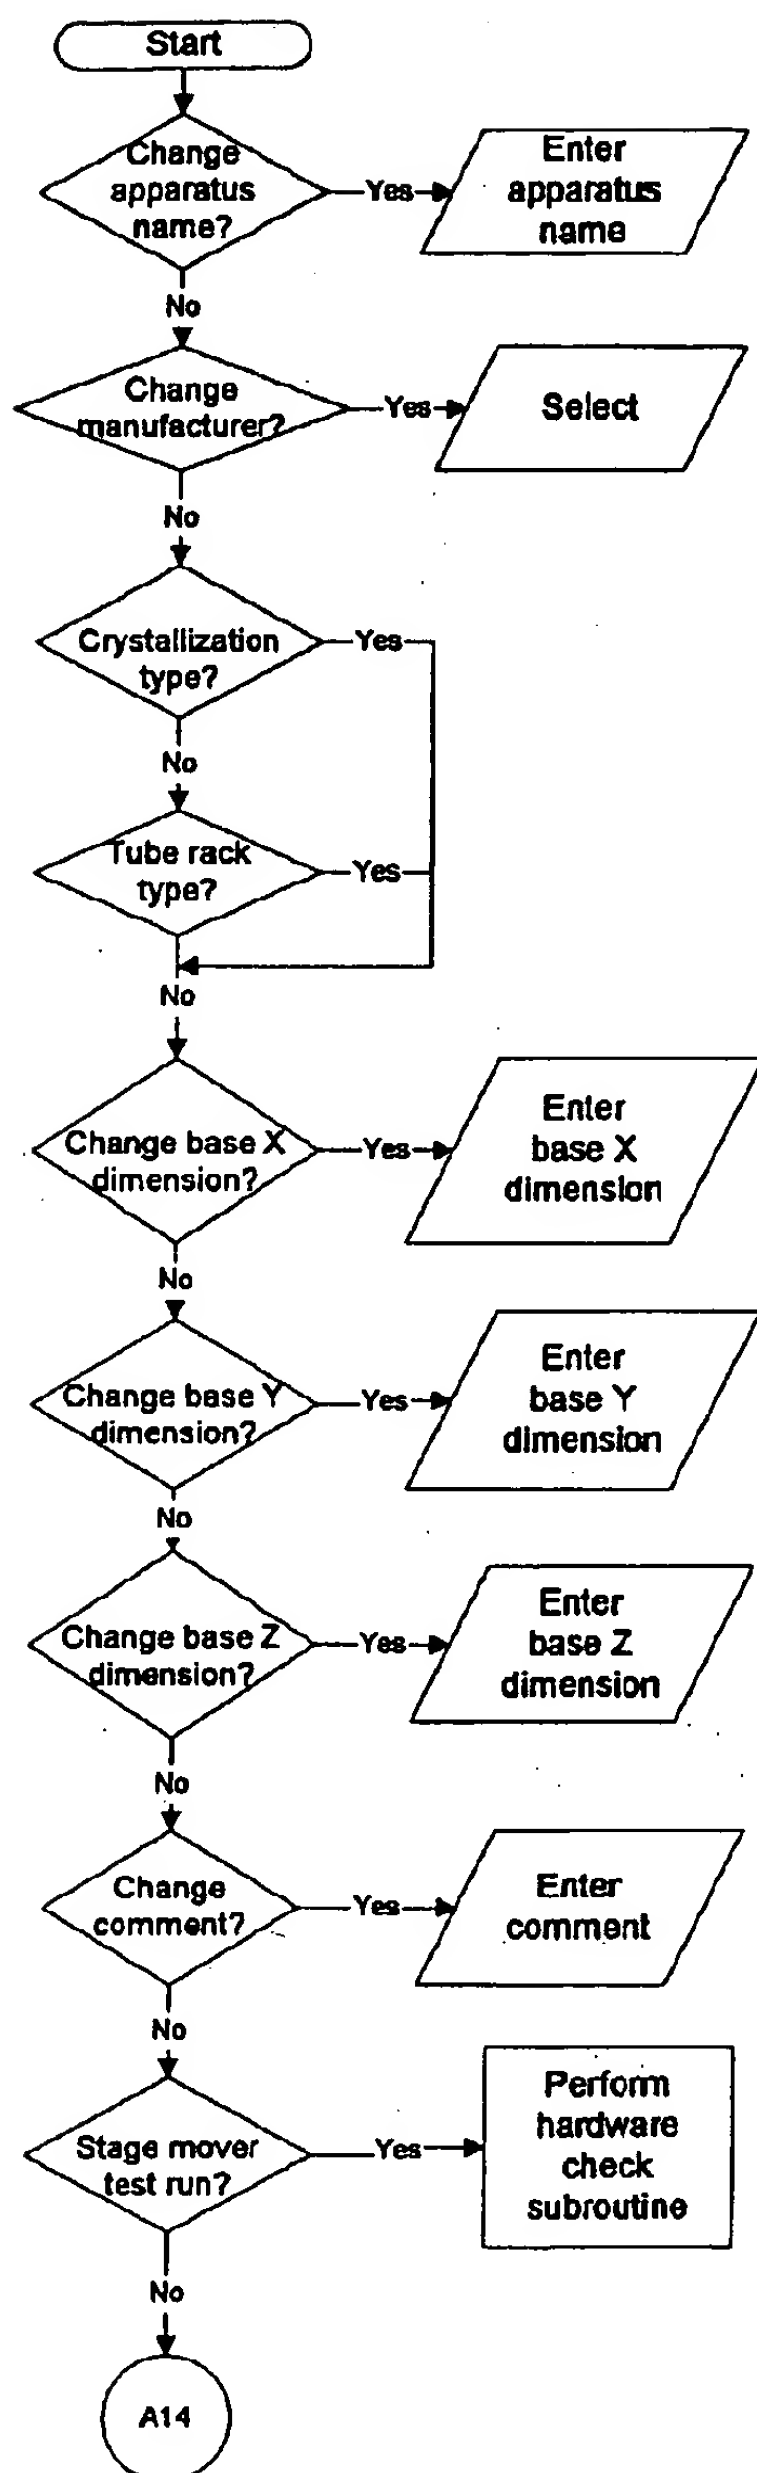 Start
Change
apparatus
name?
Yes
Enter
apparatus
name
No
Change
manufacturer?
Yes
Select
No
Crystallization
type?
Yes
No
Tube rack
type?
Yes
No
Change base X
dimension?
Yes
Enter
base X
dimension
No
Change base Y
dimension?
Yes
Enter
base Y
dimension
No
Change base Z
dimension?
Yes
Enter
base Z
dimension
No
Change
comment?
Yes
Enter
comment
No
Stage mover
test run?
Yes
Perform
hardware
check
subroutine
No
A14